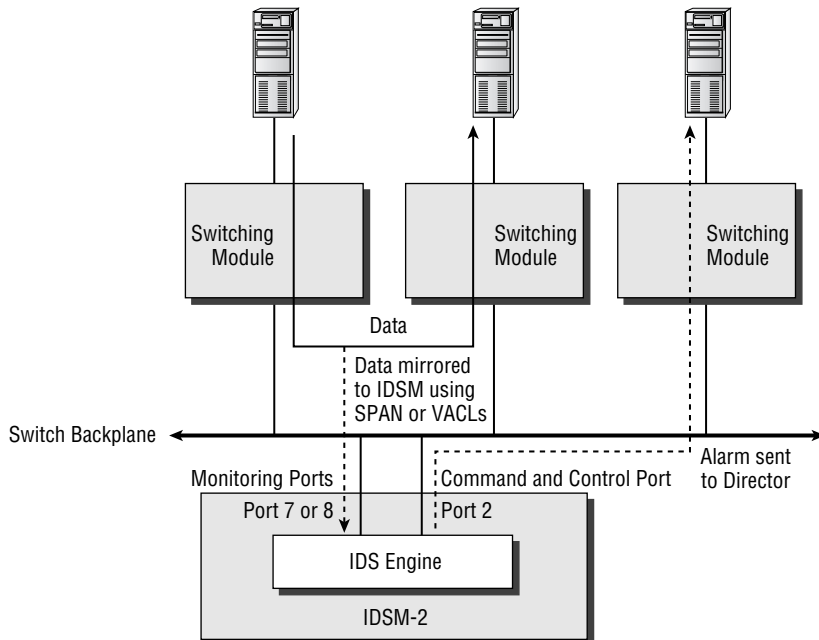 Switching
Module
Switching
Module
Switching
Module
Data
Data mirrored
to IDSM using
SPAN or VACLs
Switch Backplane
Alarm sent
to Director
Monitoring Ports
Command and Control Port
Port 7 or 8
Port 2
IDS Engine
IDSM-2